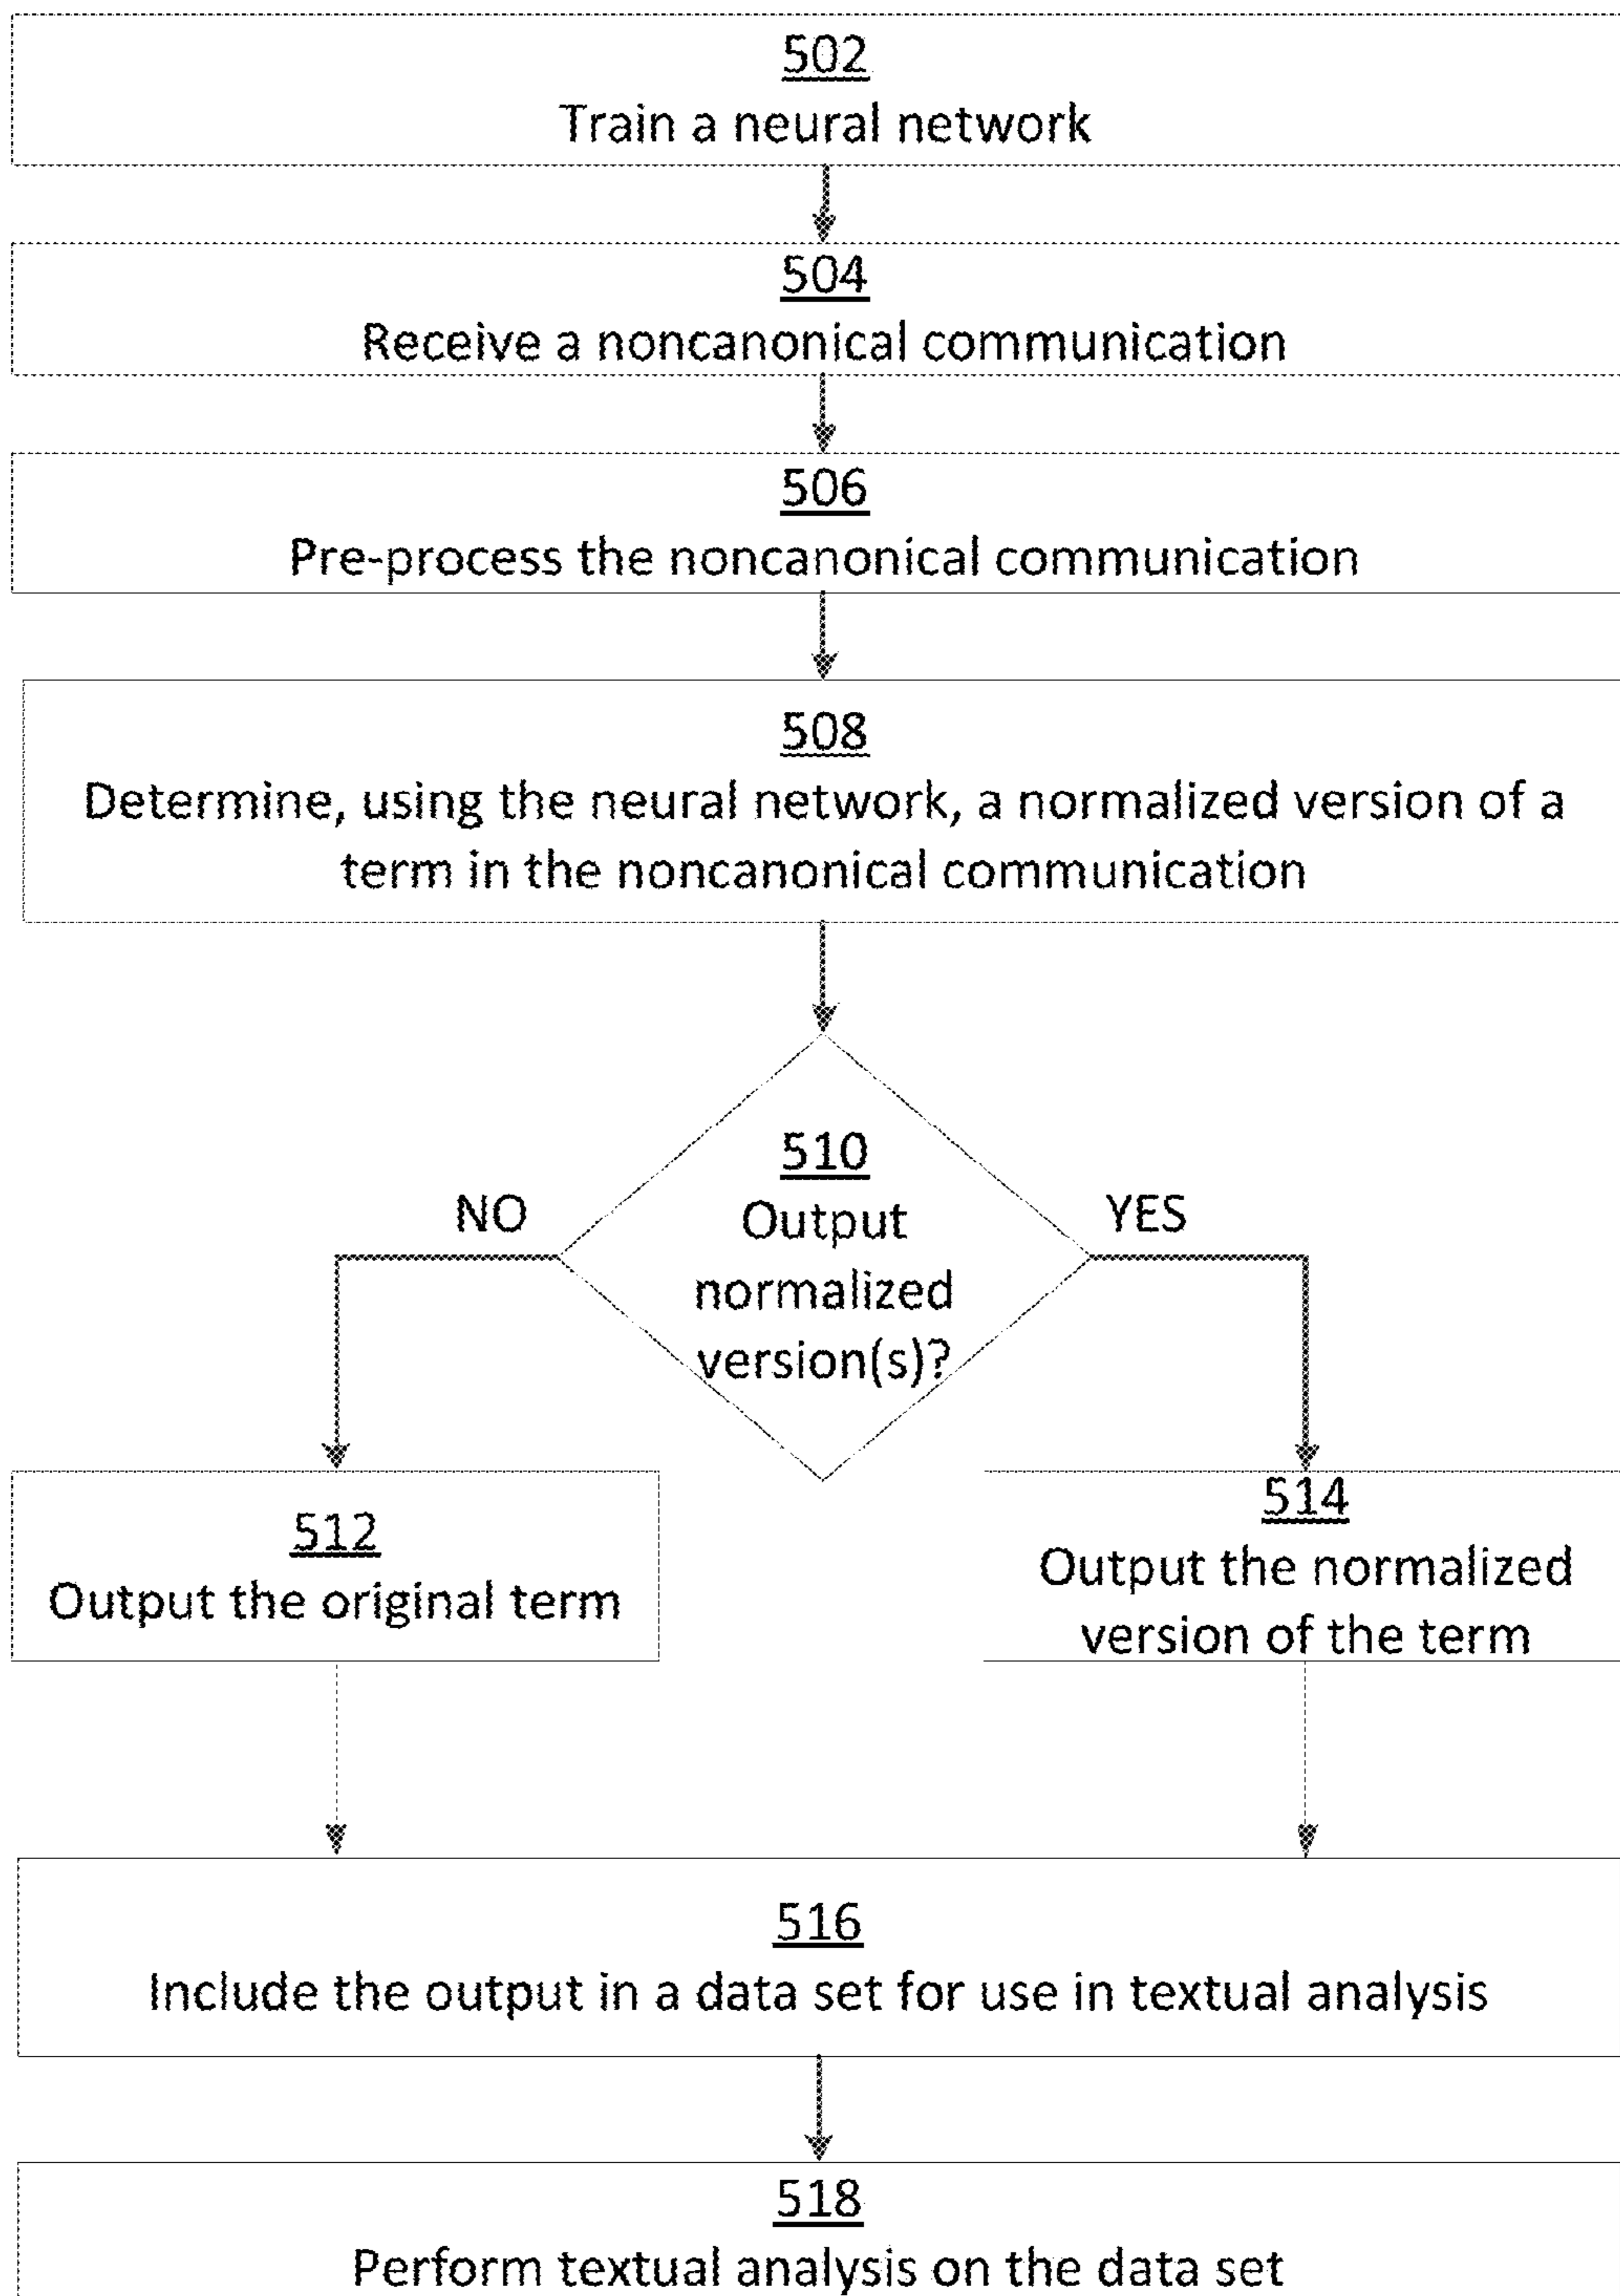 502
Train a neural network
504
Receive a noncanonical communication
506
Pre-process the noncanonical communication
508
Determine, using the neural network, a normalized version of a
term in the noncanonical communication
510
Output
normalized
version(s)?
NO
YES
512
Output the original term
514
Output the normalized
version of the term
516
Include the output in a data set for use in textual analysis
518
Perform textual analysis on the data set